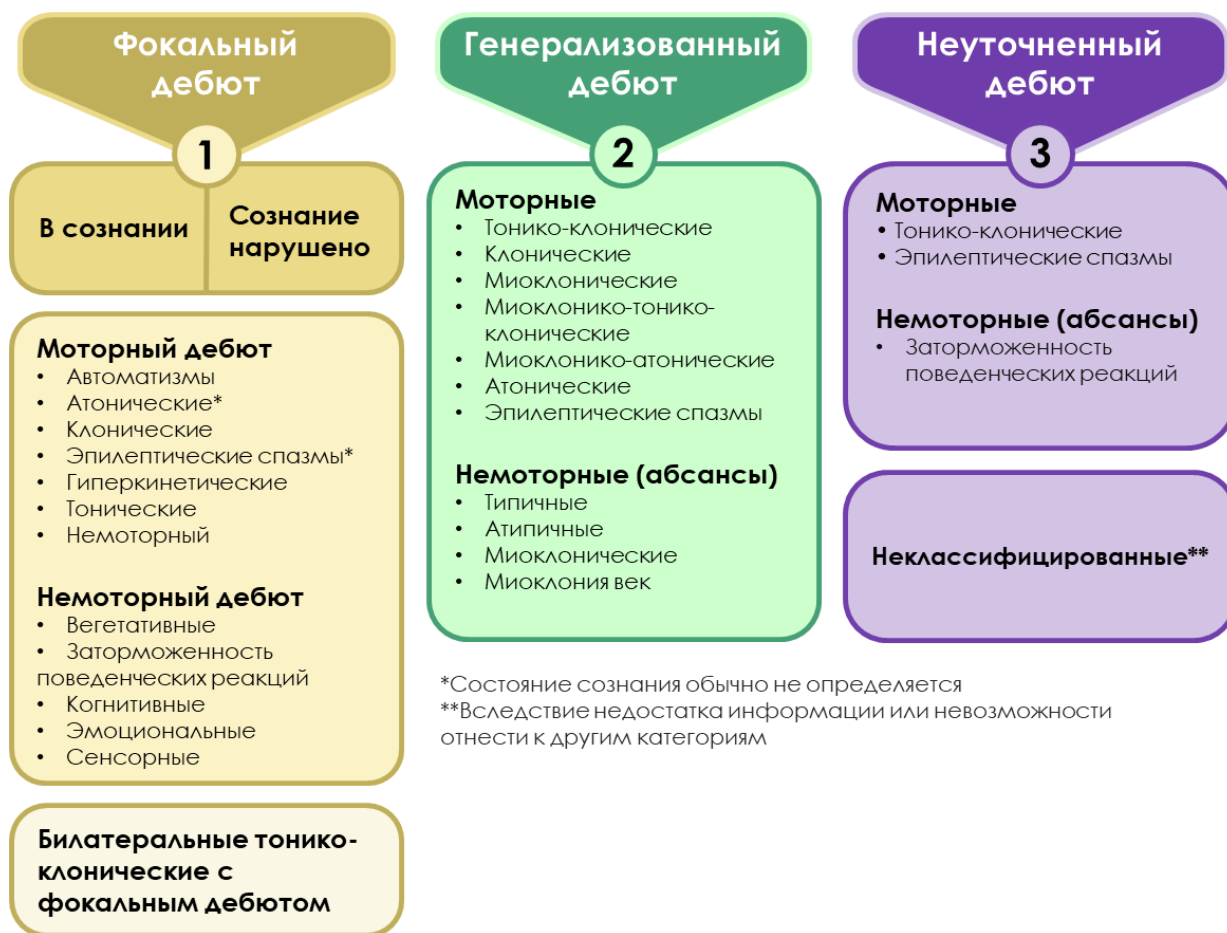 Фокальный
дебют
1
В сознании
Сознание
нарушено
Моторный дебют
• Автоматизмы
• Атонические*
• Клонические
• Эпилептические спазмы*
• Гиперкинетические
• Тонические
• Немоторный
Немоторный дебют
• Вегетативные
• Заторможенность
поведенческих реакций
• Когнитивные
• Эмоциональные
• Сенсорные
Билатеральные тонико-
клонические с
фокальным дебютом
Генерализованный
дебют
2
Моторные
• Тонико-клонические
• Клонические
• Миоклонические
• Миоклонико-тонико-
клонические
• Миоклонико-атонические
• Атонические
• Эпилептические спазмы
Немоторные (абсансы)
• Типичные
• Атипичные
• Миоклонические
• Миоклония век
Неуточненный
дебют
3
Моторные
• Тонико-клонические
• Эпилептические спазмы
Немоторные (абсансы)
• Заторможенность
поведенческих реакций
Неклассифицированные**
*Состояние сознания обычно не определяется
**Вследствие недостатка информации или невозможности
отнести к другим категориям